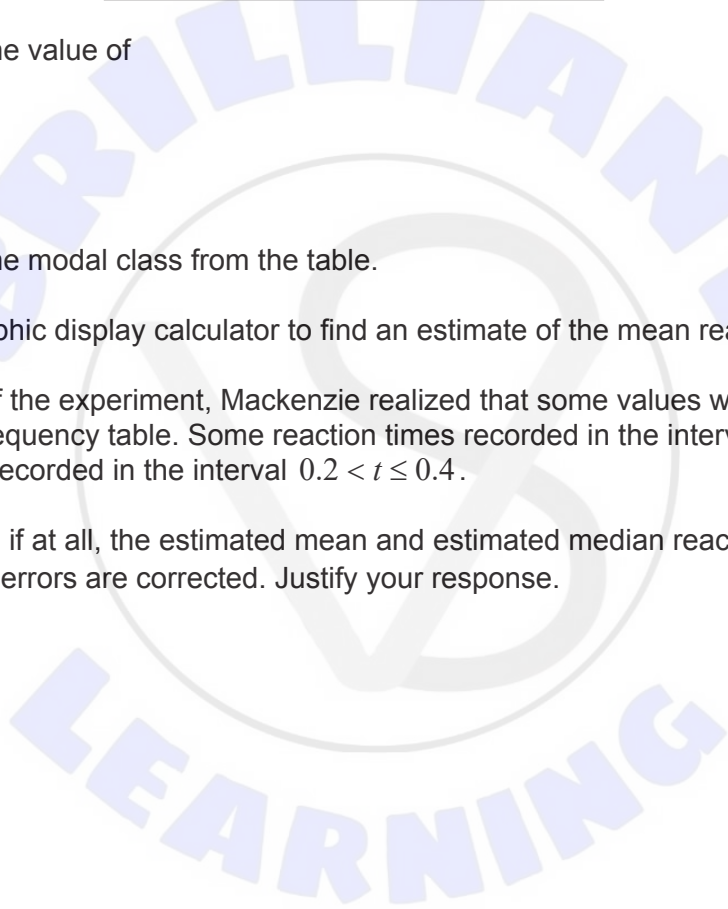 e value of
e modal class from the table.
phic display calculator to find an estimate of the mean rea
f the experiment, Mackenzie realized that some values w
equency table. Some reaction times recorded in the interv
ecorded in the interval 0.2 < t ≤ 0.4.
if at all, the estimated mean and estimated median reac
errors are corrected. Justify your response.
BRILLIAN
LEARNING